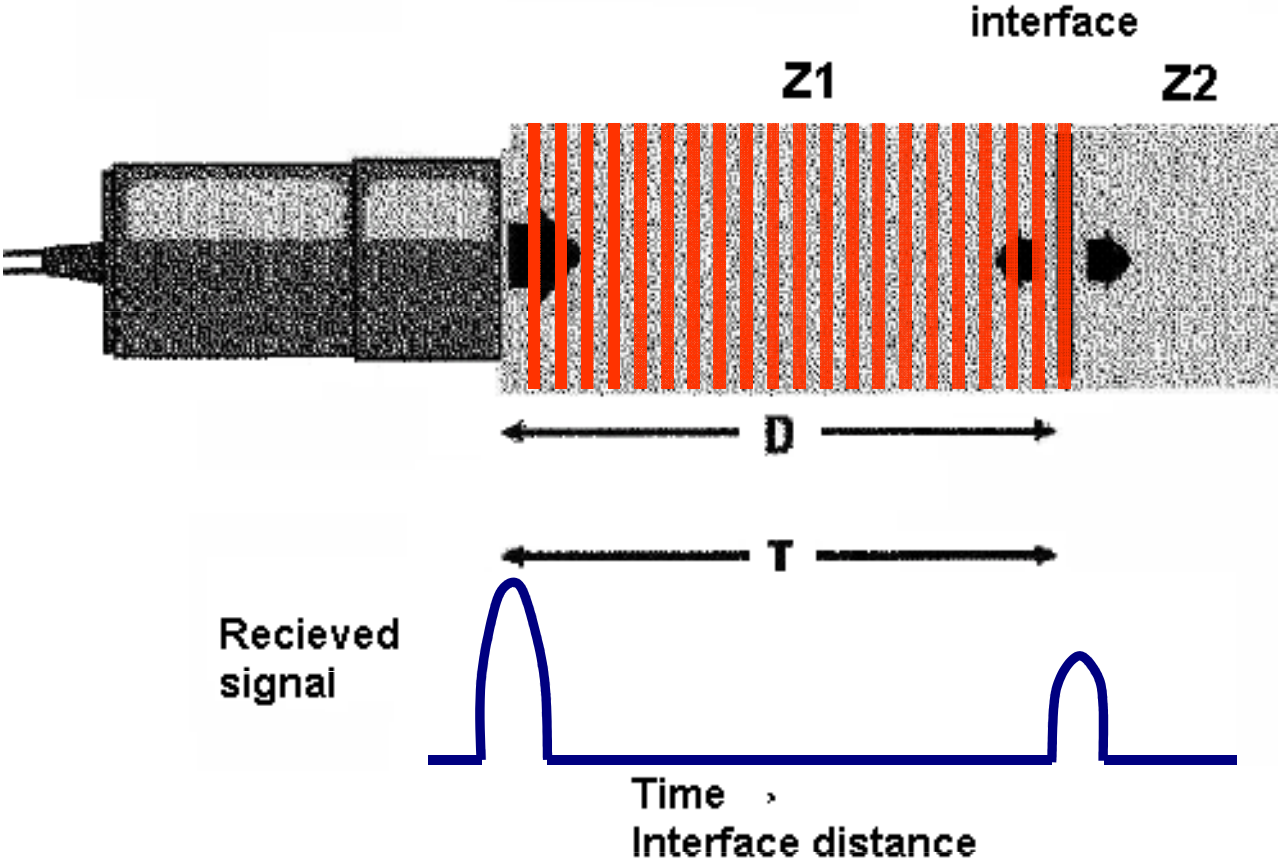 interface
Z1
Z2
D
T
Recieved
signal
Time >
Interface distance